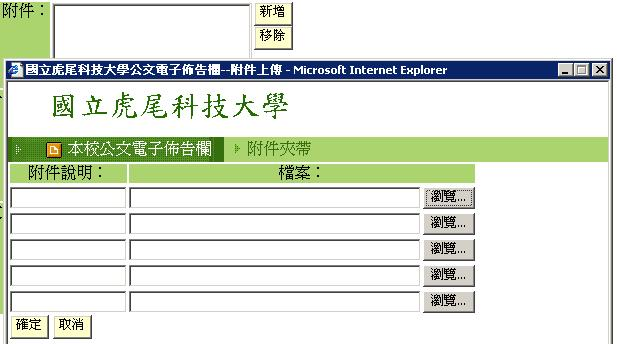 附件：
新增
移除
國立虎尾科技大學公文電子佈告欄--附件上傳 - Microsoft Internet Explorer
國立虎尾科技大學
本校公文電子佈告欄 附件夾帶
附件說明： 檔案：
瀏覽...
瀏覽...
瀏覽...
瀏覽...
瀏覽...
確定 取消